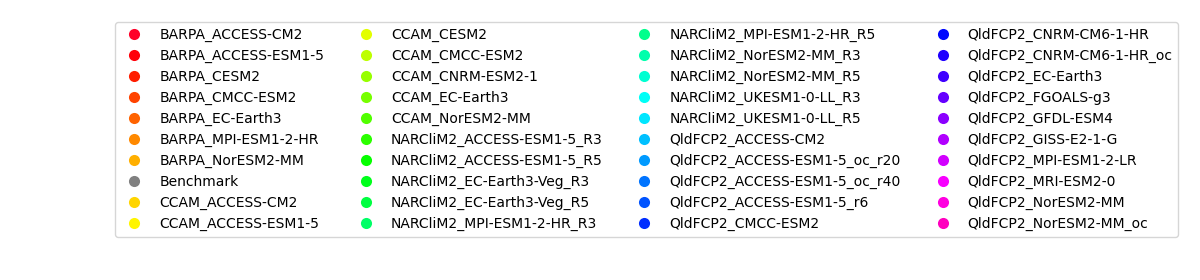 BARPA_ACCESS-CM2
BARPA_ACCESS-ESM1-5
BARPA_CESM2
BARPA_CMCC-ESM2
BARPA_EC-Earth3
BARPA_MPI-ESM1-2-HR
BARPA_NorESM2-MM
Benchmark
CCAM_ACCESS-CM2
CCAM_ACCESS-ESM1-5
CCAM_CESM2
CCAM_CMCC-ESM2
CCAM_CNRM-ESM2-1
CCAM_EC-Earth3
CCAM_NorESM2-MM
NARCliM2_ACCESS-ESM1-5_R3
NARCliM2_ACCESS-ESM1-5_R5
NARCliM2_EC-Earth3-Veg_R3
NARCliM2_EC-Earth3-Veg_R5
NARCliM2_MPI-ESM1-2-HR_R3
NARCliM2_MPI-ESM1-2-HR_R5
NARCliM2_NorESM2-MM_R3
NARCliM2_NorESM2-MM_R5
NARCliM2_UKESM1-0-LL_R3
NARCliM2_UKESM1-0-LL_R5
QldFCP2_ACCESS-CM2
QldFCP2_ACCESS-ESM1-5_oc_r20
QldFCP2_ACCESS-ESM1-5_oc_r40
QldFCP2_ACCESS-ESM1-5_r6
QldFCP2_CMCC-ESM2
QldFCP2_CNRM-CM6-1-HR
QldFCP2_CNRM-CM6-1-HR_oc
QldFCP2_EC-Earth3
QldFCP2_FGOALS-g3
QldFCP2_GFDL-ESM4
QldFCP2_GISS-E2-1-G
QldFCP2_MPI-ESM1-2-LR
QldFCP2_MRI-ESM2-0
QldFCP2_NorESM2-MM
QldFCP2_NorESM2-MM_oc